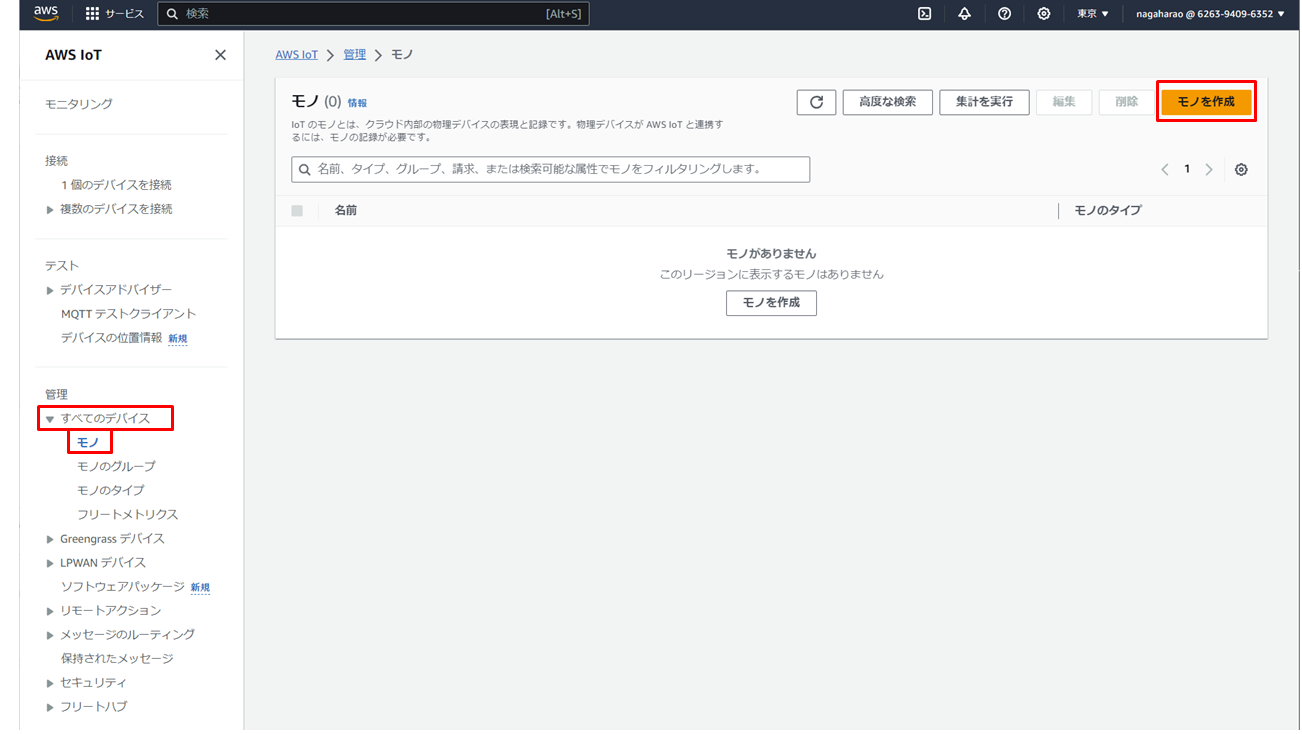 aws
サービス
検索
[Alt+S]
東京 ▼
nagaharao @ 6263-9409-6352 ▼
AWS IoT
モニタリング
接続
1 個のデバイスを接続
複数のデバイスを接続
テスト
デバイスアドバイザー
MQTT テストクライアント
デバイスの位置情報 新規
管理
すべてのデバイス
モノ
モノのグループ
モノのタイプ
フリートメトリクス
Greengrass デバイス
LPWAN デバイス
ソフトウェアパッケージ 新規
リモートアクション
メッセージのルーティング
保持されたメッセージ
セキュリティ
フリートハブ
AWS IoT > 管理 > モノ
モノ (0) 情報
IoT のモノとは、クラウド内部の物理デバイスの表現と記録です。物理デバイスが AWS IoT と連携す
るには、モノの記録が必要です。
高度な検索
集計を実行
編集
削除
モノを作成
名前、タイプ、グループ、請求、または検索可能な属性でモノをフィルタリングします。
1
名前
モノのタイプ
モノがありません
このリージョンに表示するモノはありません
モノを作成